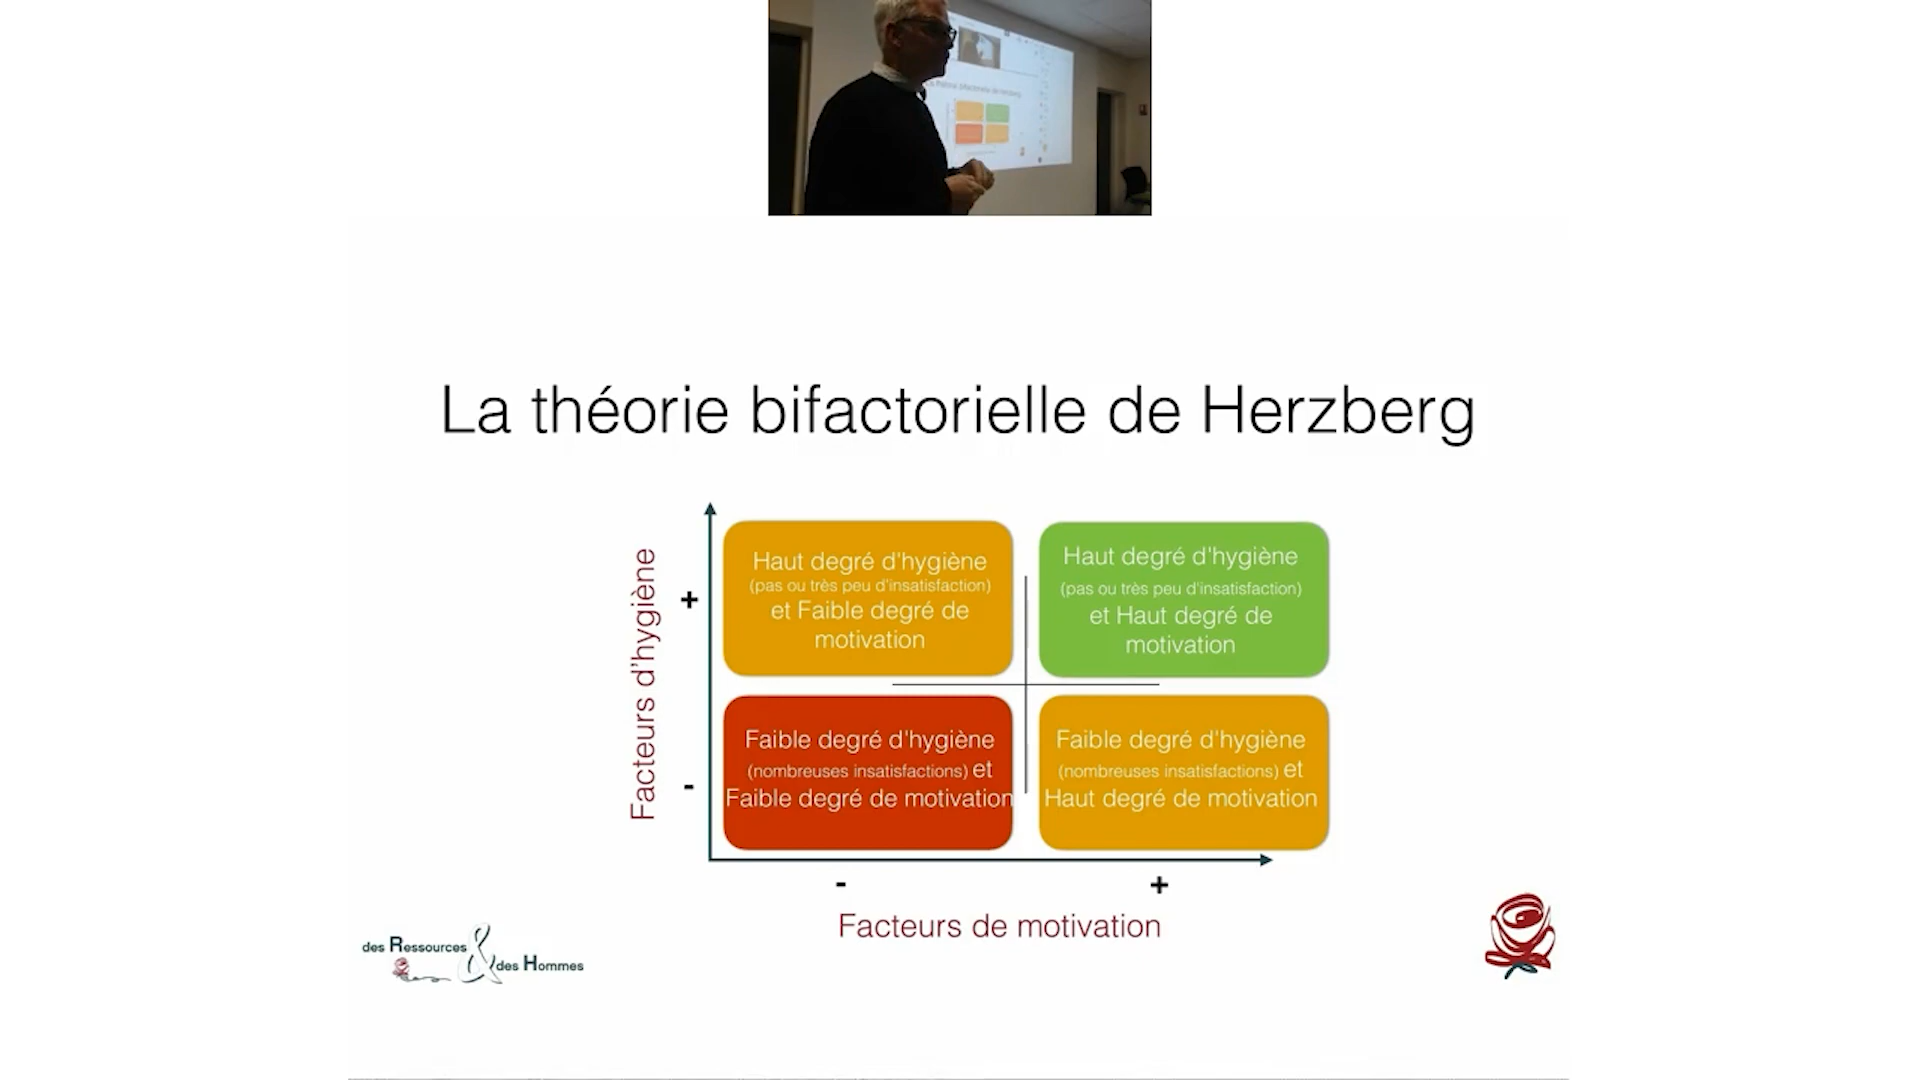 La théorie bifactorielle de Herzberg
Facteurs d'hygiène
+
-
Haut degré d'hygiène
(pas ou très peu d'insatisfaction)
et Faible degré de
motivation
Haut degré d'hygiène
(pas ou très peu d'insatisfaction)
et Haut degré de
motivation
Faible degré d'hygiène
(nombreuses insatisfactions) et
Faible degré de motivation
Faible degré d'hygiène
(nombreuses insatisfactions) et
Haut degré de motivation
- +
Facteurs de motivation
des Ressources
&
des Hommes